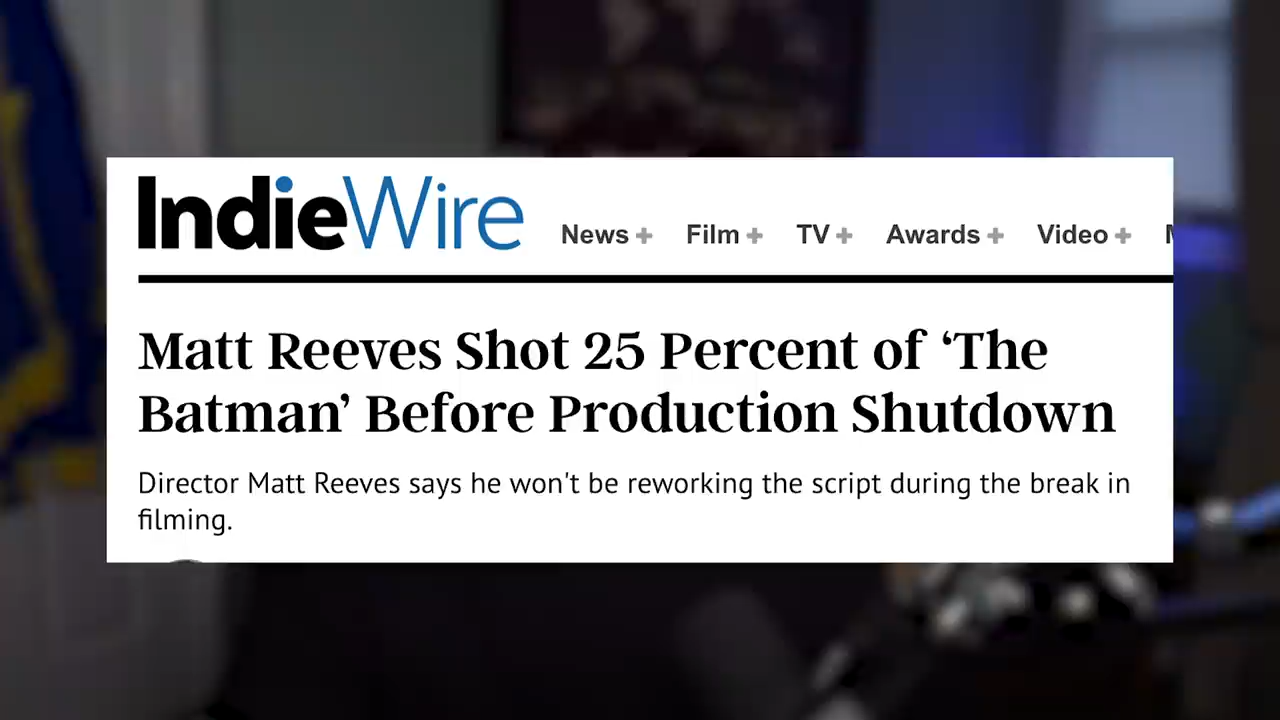 IndieWire
News + Film + TV + Awards + Video +
Matt Reeves Shot 25 Percent of ‘The
Batman’ Before Production Shutdown
Director Matt Reeves says he won't be reworking the script during the break in
filming.